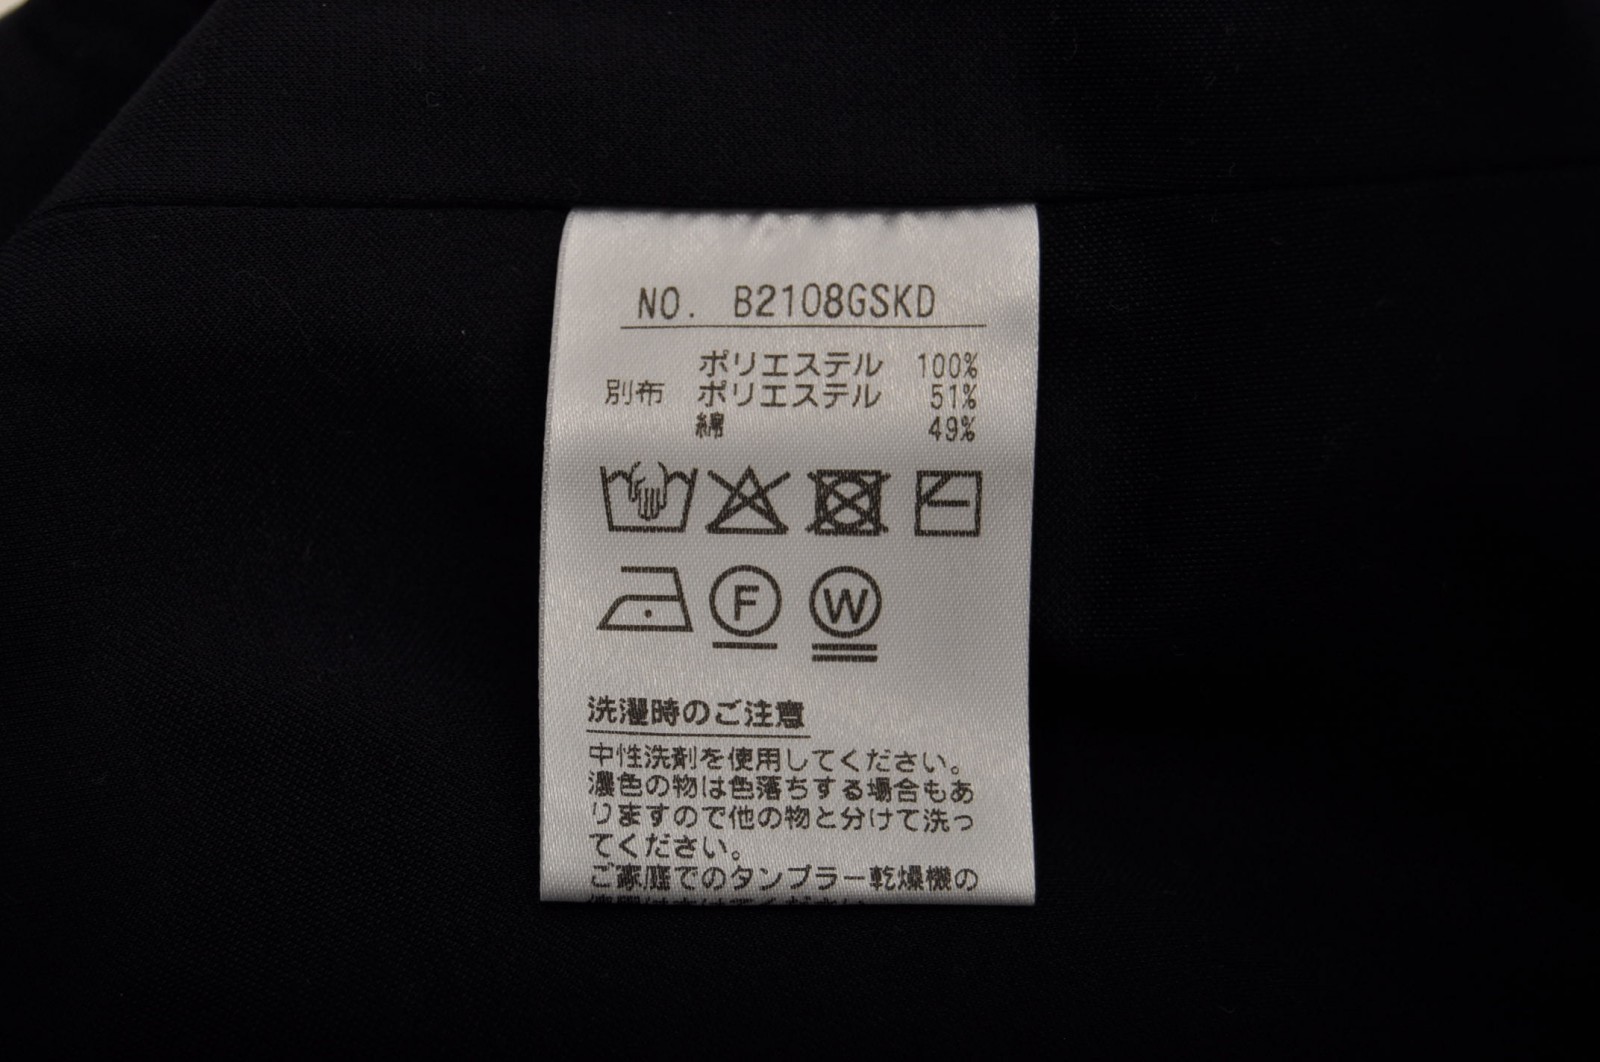 NO. B2108GSKD
ポリエステル 100%
別布 ポリエステル 51%
綿 49%
F W
洗濯時のご注意
中性洗剤を使用してください。
濃色の物は色落ちする場合もあ
りますので他の物と分けて洗っ
てください。
ご家庭でのタンブラー乾燥機の